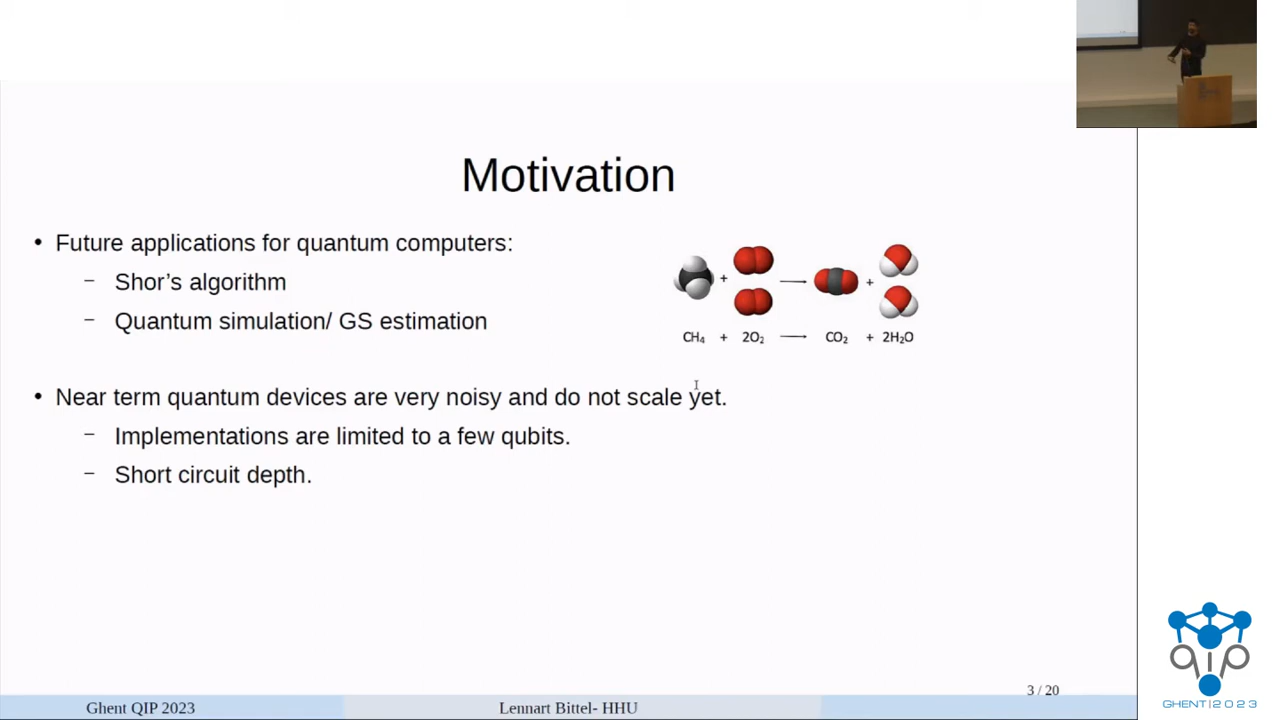 Motivation
• Future applications for quantum computers:
– Shor's algorithm
– Quantum simulation/ GS estimation
CH₄ + 2O₂ → CO₂ + 2H₂O
• Near term quantum devices are very noisy and do not scale yet.
– Implementations are limited to a few qubits.
– Short circuit depth.
3 / 20
Ghent QIP 2023
Lennart Bittel- HHU
qip
GHENT|2023